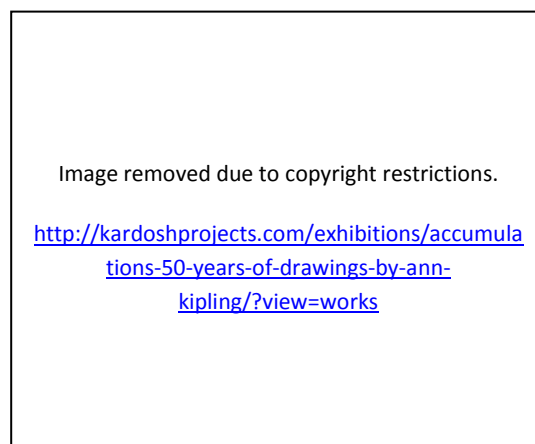 Image removed due to copyright restrictions.
http://kardoshprojects.com/exhibitions/accumula
tions-50-years-of-drawings-by-ann-
kipling/?view=works